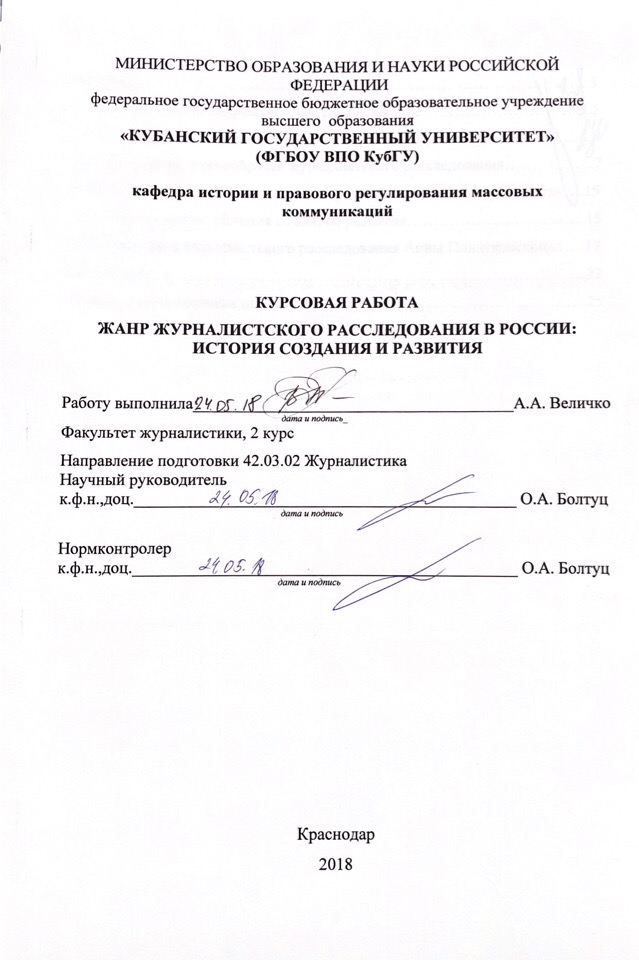 МИНИСТЕРСТВО ОБРАЗОВАНИЯ И НАУКИ РОССИЙСКОЙ
ФЕДЕРАЦИИ
федеральное государственное бюджетное образовательное учреждение
высшего образования
«КУБАНСКИЙ ГОСУДАРСТВЕННЫЙ УНИВЕРСИТЕТ»
(ФГБОУ ВПО КубГУ)
кафедра истории и правового регулирования массовых
коммуникаций
КУРСОВАЯ РАБОТА
ЖАНР ЖУРНАЛИСТСКОГО РАССЛЕДОВАНИЯ В РОССИИ:
ИСТОРИЯ СОЗДАНИЯ И РАЗВИТИЯ
Работу выполнила 24.05.18 А.А. Величко
дата и подпись
Факультет журналистики, 2 курс
Направление подготовки 42.03.02 Журналистика
Научный руководитель
к.ф.н.,доц. 24.05.18 О.А. Болтуц
дата и подпись
Нормконтролер
к.ф.н.,доц. 24.05.18 О.А. Болтуц
дата и подпись
Краснодар
2018